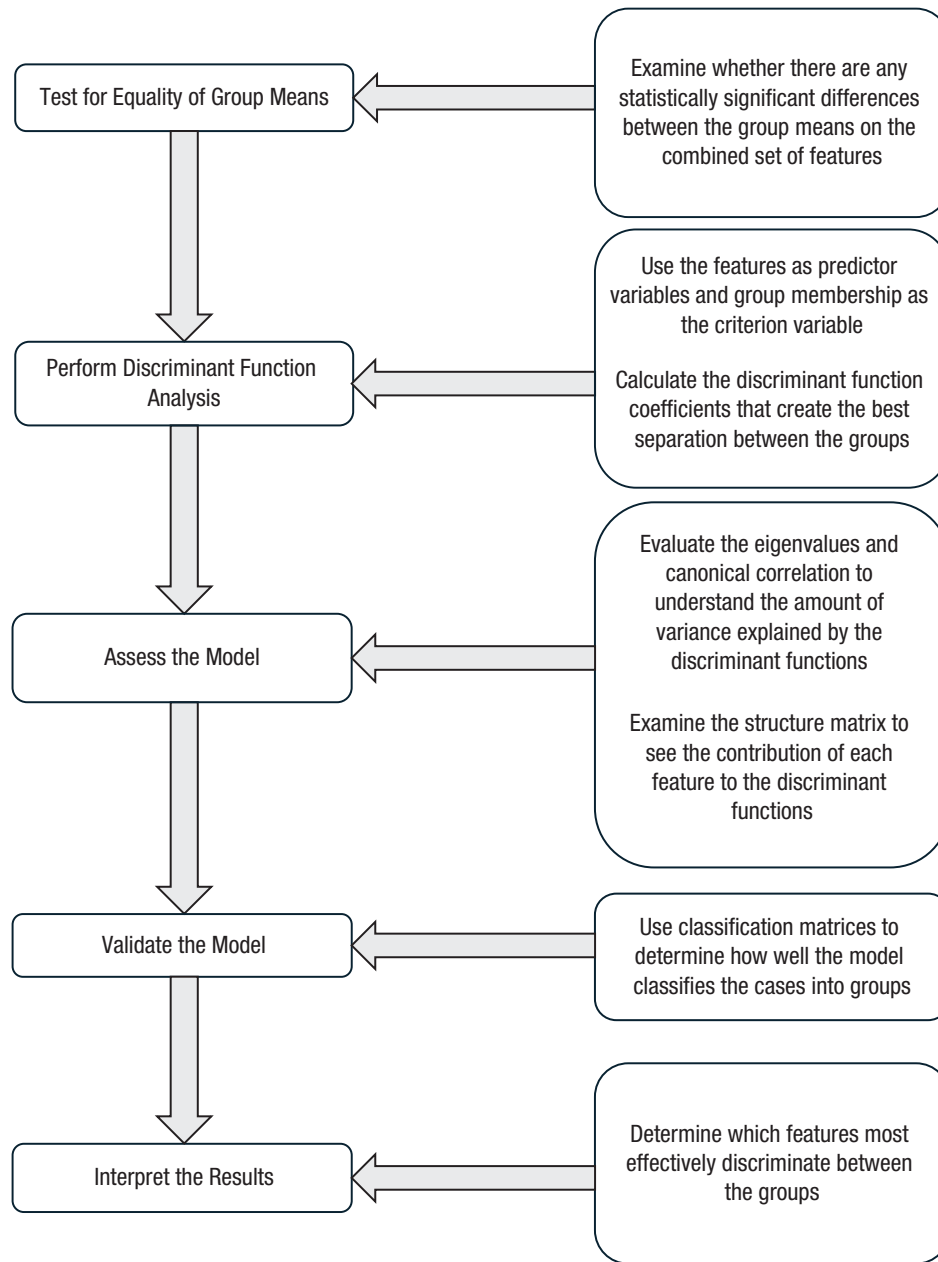 Test for Equality of Group Means
Examine whether there are any
statistically significant differences
between the group means on the
combined set of features
Perform Discriminant Function
Analysis
Use the features as predictor
variables and group membership as
the criterion variable
Calculate the discriminant function
coefficients that create the best
separation between the groups
Assess the Model
Evaluate the eigenvalues and
canonical correlation to
understand the amount of
variance explained by the
discriminant functions
Examine the structure matrix to
see the contribution of each
feature to the discriminant
functions
Validate the Model
Use classification matrices to
determine how well the model
classifies the cases into groups
Interpret the Results
Determine which features most
effectively discriminate between
the groups